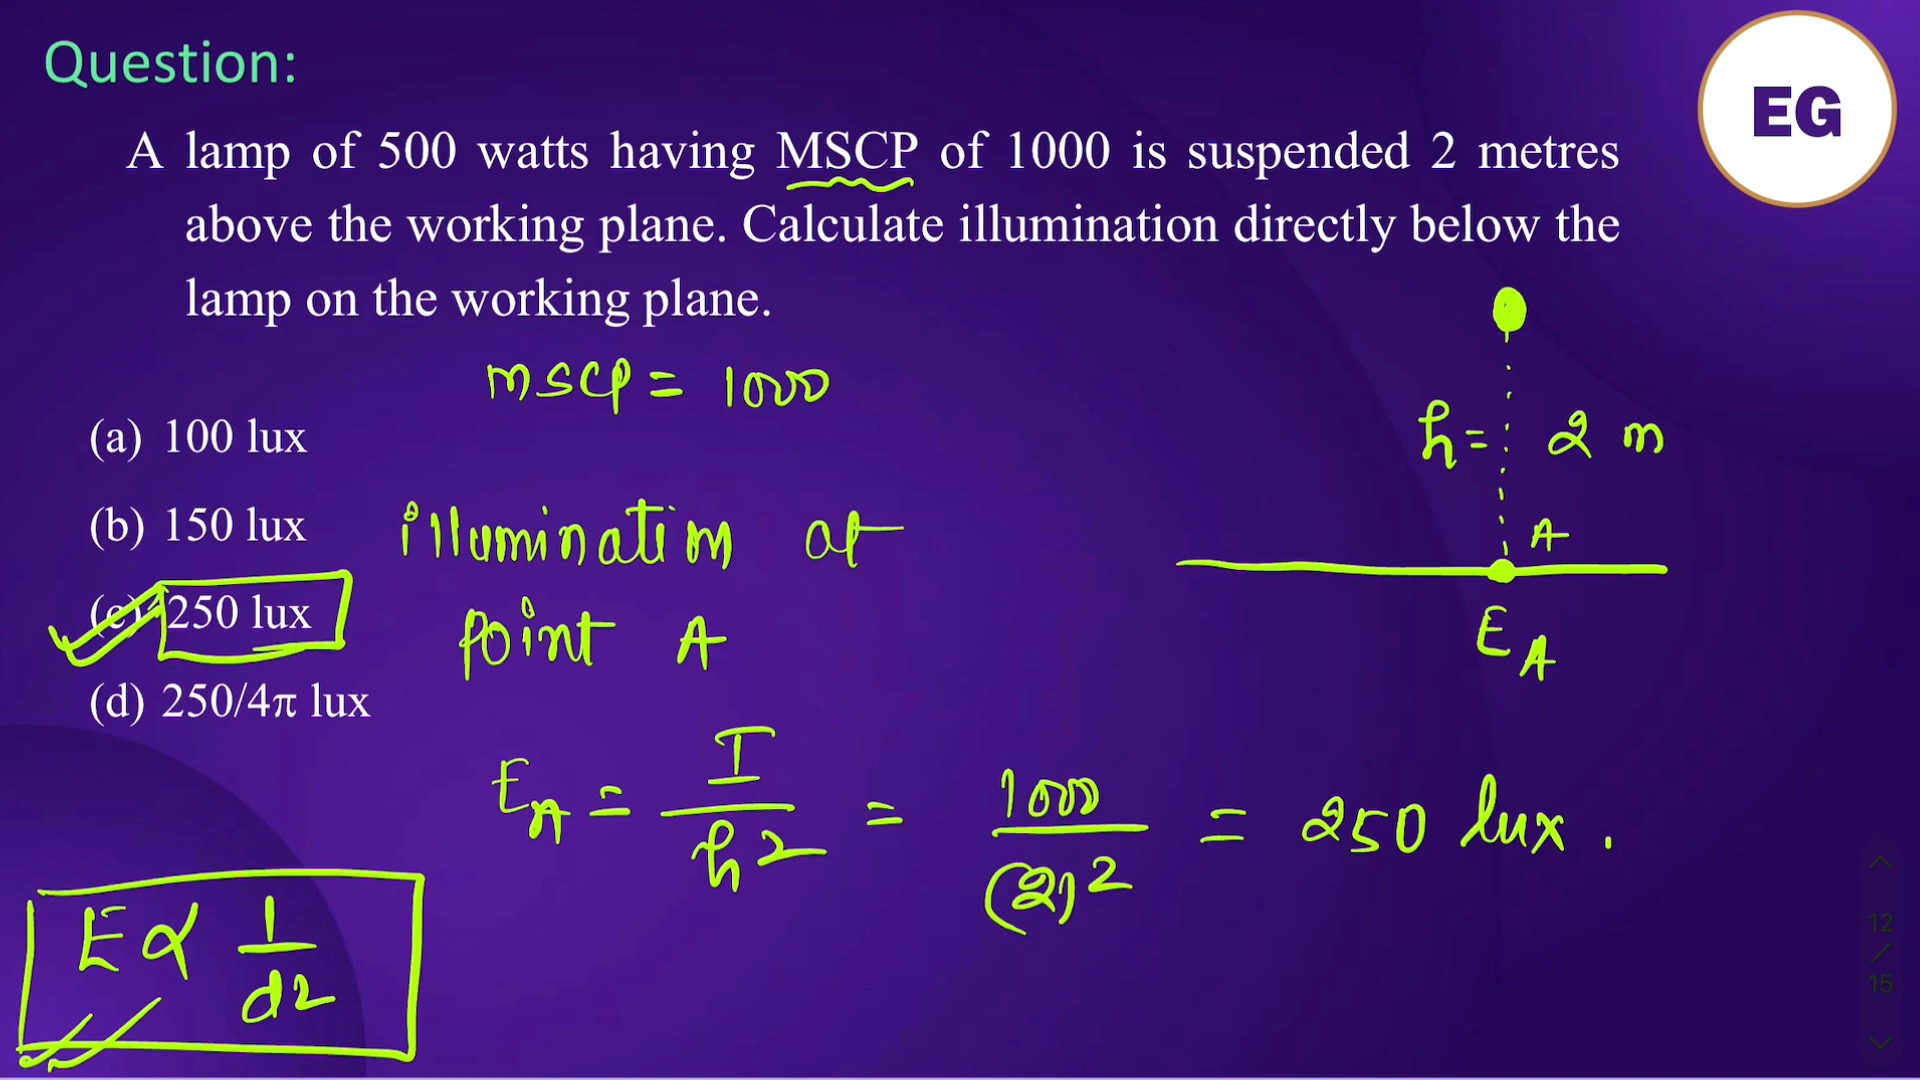 Question:
EG
A lamp of 500 watts having MSCP of 1000 is suspended 2 metres
above the working plane. Calculate illumination directly below the
lamp on the working plane.
MSCP = 1000
(a) 100 lux
h = 2 m
(b) 150 lux
illumination at
A
(c) 250 lux
point A
E_A
(d) 250/4π lux
E_A = I/h² = 1000/(2)² = 250 lux.
E ∝ 1/d²
12
/
15